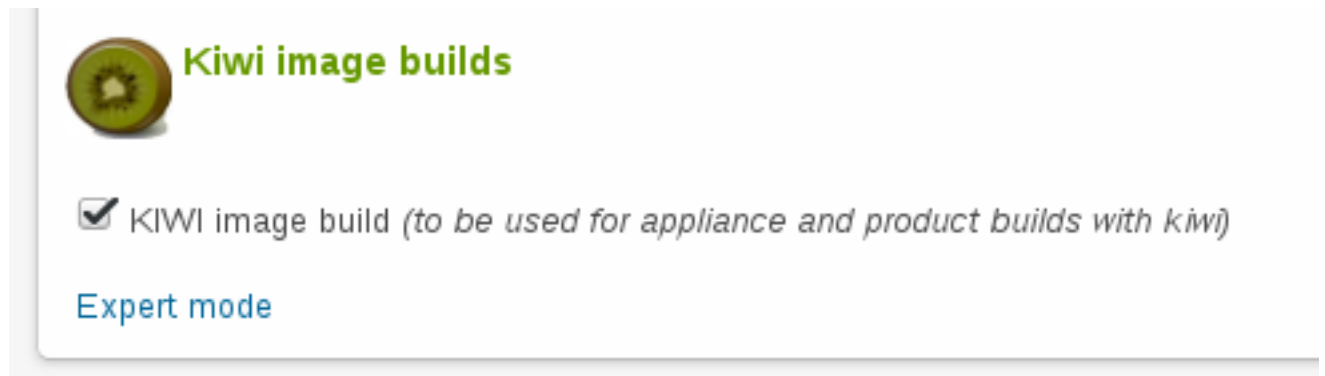 Kiwi image builds
KIWI image build (to be used for appliance and product builds with kiwi)
Expert mode